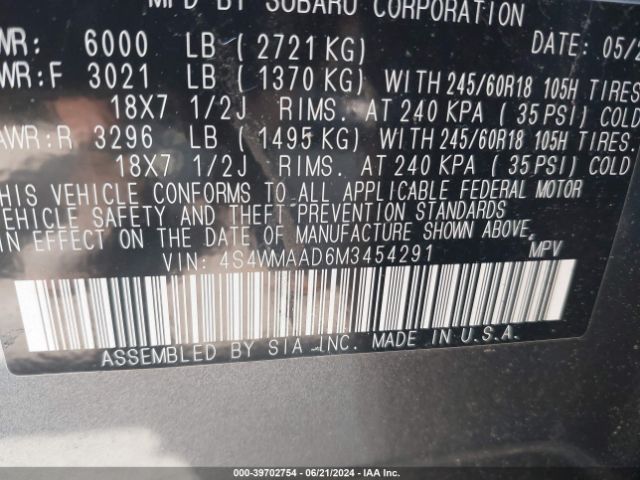 MFD BY SUBARU CORPORATION
WR: 6000 LB ( 2721 KG) DATE: 05/2
WR:F 3021 LB ( 1370 KG) WITH 245/60R18 105H TIRES
18X7 1/2J RIMS. AT 240 KPA ( 35 PSI) COLD
AWR:R 3296 LB ( 1495 KG) WITH 245/60R18 105H TIRES.
18X7 1/2J RIMS. AT 240 KPA ( 35 PSI) COLD
HIS VEHICLE CONFORMS TO ALL APPLICABLE FEDERAL MOTOR
EHICLE SAFETY AND THEFT PREVENTION STANDARDS
IN EFFECT ON THE DATE OF MANUFACTURE SHOWN ABOVE.
VIN: 4S4WMAAD6M3454291 MPV
ASSEMBLED BY SIA, INC. MADE IN U.S.A.
000-39702754 - 06/21/2024 - IAAI.com